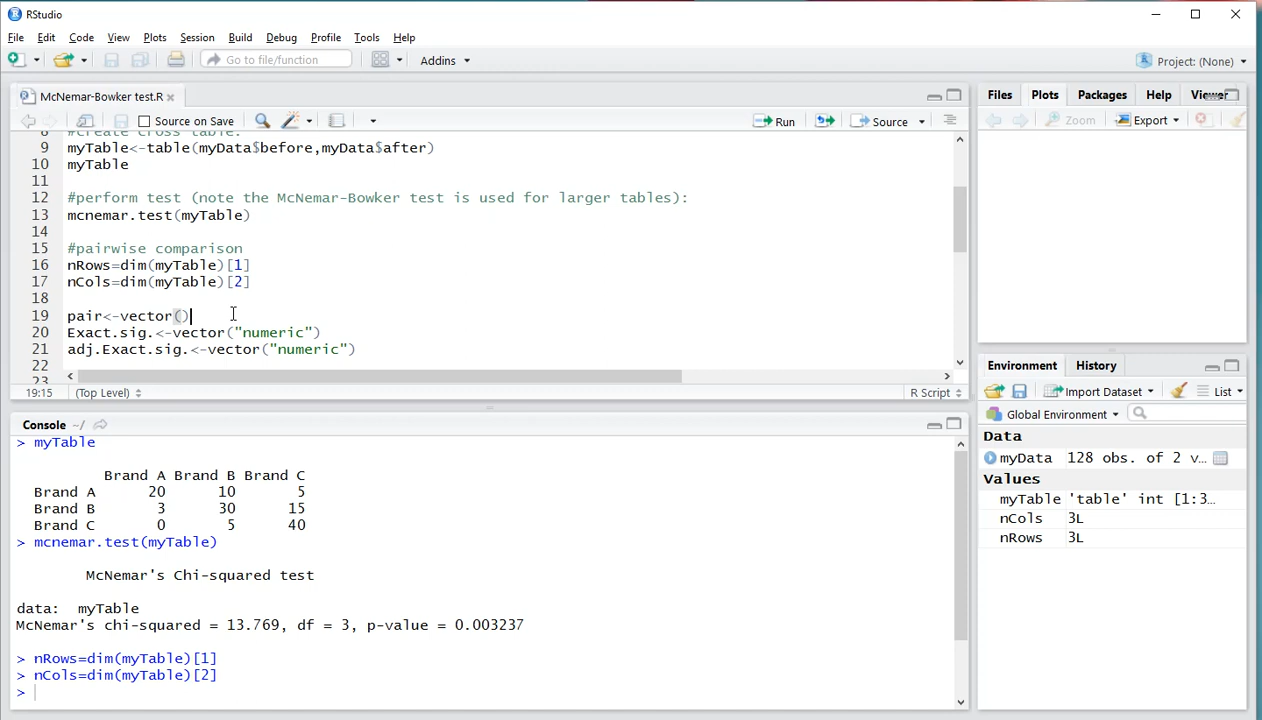 RStudio
File Edit Code View Plots Session Build Debug Profile Tools Help
Go to file/function Addins Project: (None)
McNemar-Bowker test.R
Source on Save Run Source
8 #create cross table:
9 myTable<-table(myData$before,myData$after)
10 myTable
11
12 #perform test (note the McNemar-Bowker test is used for larger tables):
13 mcnemar.test(myTable)
14
15 #pairwise comparison
16 nRows=dim(myTable)[1]
17 nCols=dim(myTable)[2]
18
19 pair<-vector()
20 Exact.sig.<-vector("numeric")
21 adj.Exact.sig.<-vector("numeric")
22
23
19:15 (Top Level) R Script
Console ~/
> myTable
Brand A Brand B Brand C
Brand A 20 10 5
Brand B 3 30 15
Brand C 0 5 40
> mcnemar.test(myTable)
McNemar's Chi-squared test
data: myTable
McNemar's chi-squared = 13.769, df = 3, p-value = 0.003237
> nRows=dim(myTable)[1]
> nCols=dim(myTable)[2]
>
Files Plots Packages Help Viewer
Zoom Export
Environment History
Import Dataset List
Global Environment
Data
myData 128 obs. of 2 v…
Values
myTable 'table' int [1:3…
nCols 3L
nRows 3L